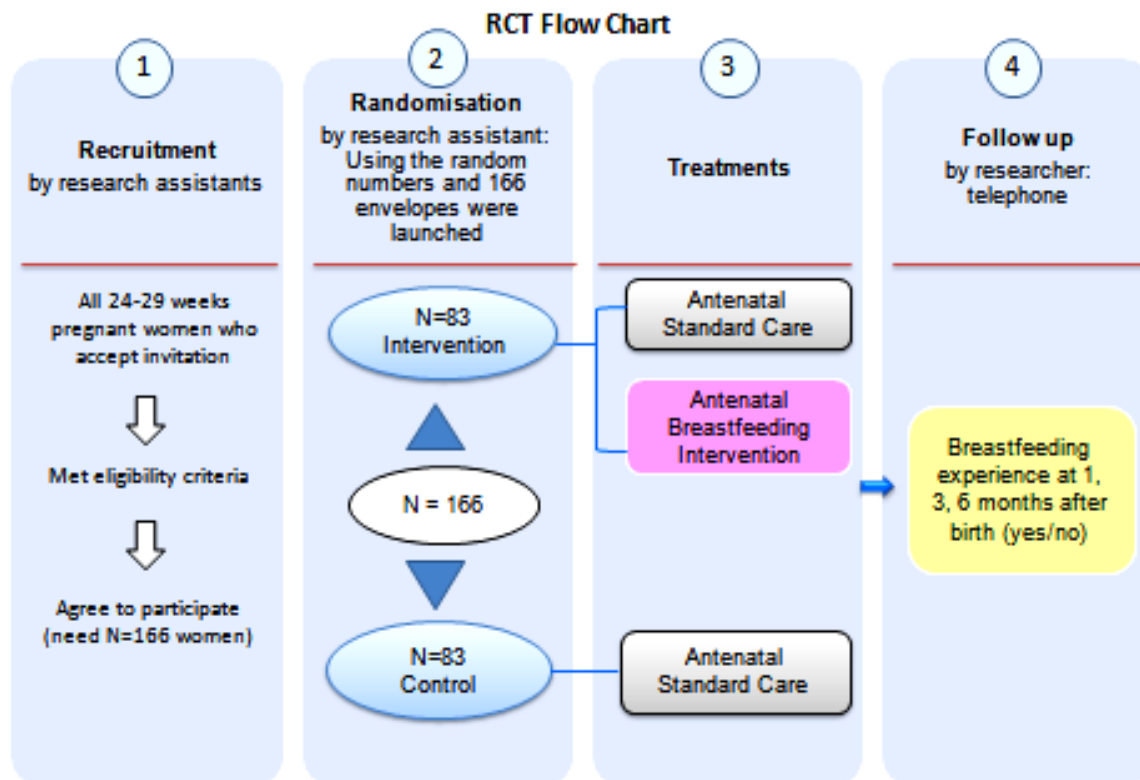 RCT Flow Chart
1
Recruitment
by research assistants
All 24-29 weeks
pregnant women who
accept invitation
Met eligibility criteria
Agree to participate
(need N=166 women)
2
Randomisation
by research assistant:
Using the random
numbers and 166
envelopes were
launched
N=83
Intervention
N = 166
N=83
Control
3
Treatments
Antenatal
Standard Care
Antenatal
Breastfeeding
Intervention
Antenatal
Standard Care
4
Follow up
by researcher:
telephone
Breastfeeding
experience at 1,
3, 6 months after
birth (yes/no)